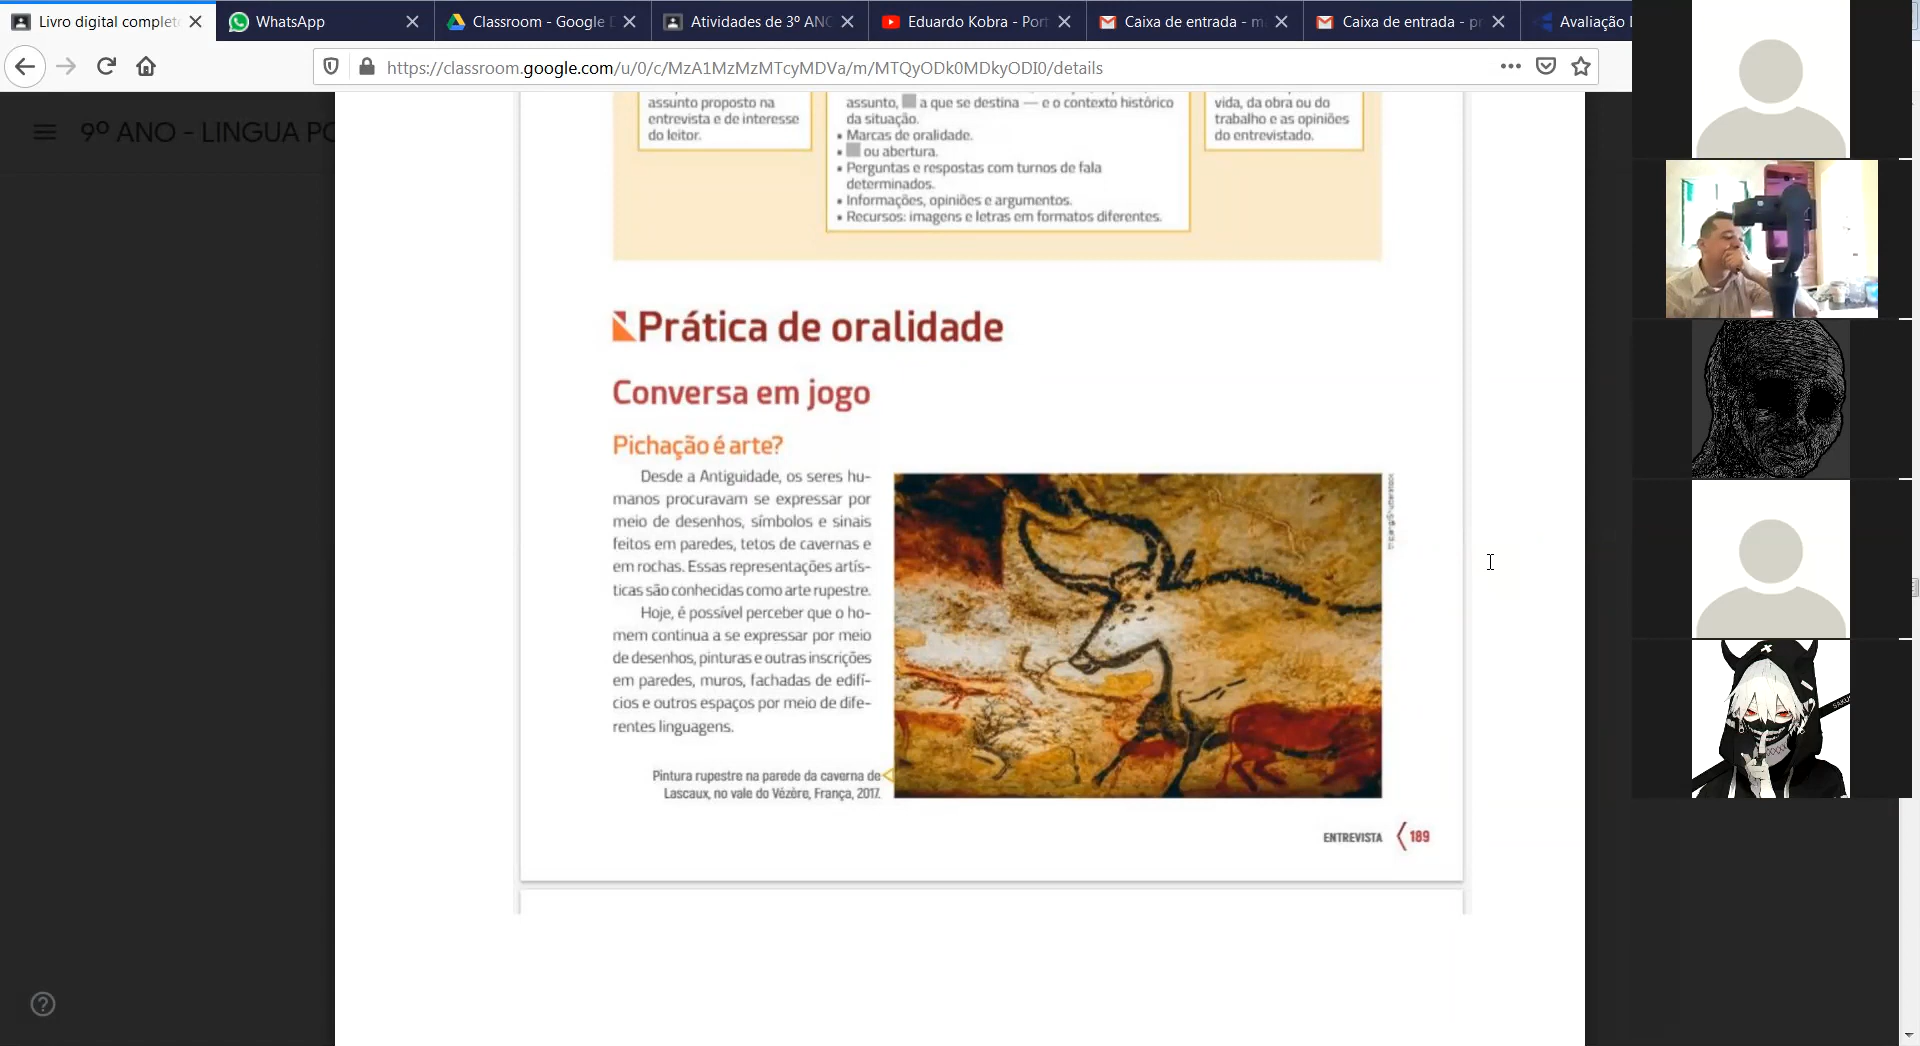 Livro digital complet
WhatsApp
Classroom - Google D
Atividades de 3º ANO
Eduardo Kobra - Port
Caixa de entrada - m
Caixa de entrada - pr
Avaliação
https://classroom.google.com/u/0/c/MzA1MzMzMTcyMDVa/m/MTQyODk0MDkyODI0/details
9º ANO - LINGUA PO
assunto proposto na
entrevista e de interesse
do leitor.
assunto, a que se destina — e o contexto histórico
da situação.
• Marcas de oralidade.
• ou abertura.
• Perguntas e respostas com turnos de fala
determinados.
• Informações, opiniões e argumentos.
• Recursos: imagens e letras em formatos diferentes.
vida, da obra ou do
trabalho e as opiniões
do entrevistado.
Prática de oralidade
Conversa em jogo
Pichação é arte?
Desde a Antiguidade, os seres hu-
manos procuravam se expressar por
meio de desenhos, símbolos e sinais
feitos em paredes, tetos de cavernas e
em rochas. Essas representações artís-
ticas são conhecidas como arte rupestre.
Hoje, é possível perceber que o ho-
mem continua a se expressar por meio
de desenhos, pinturas e outras inscrições
em paredes, muros, fachadas de edifí-
cios e outros espaços por meio de dife-
rentes linguagens.
Pintura rupestre na parede da caverna de
Lascaux, no vale do Vézère, França, 2017.
ENTREVISTA 189